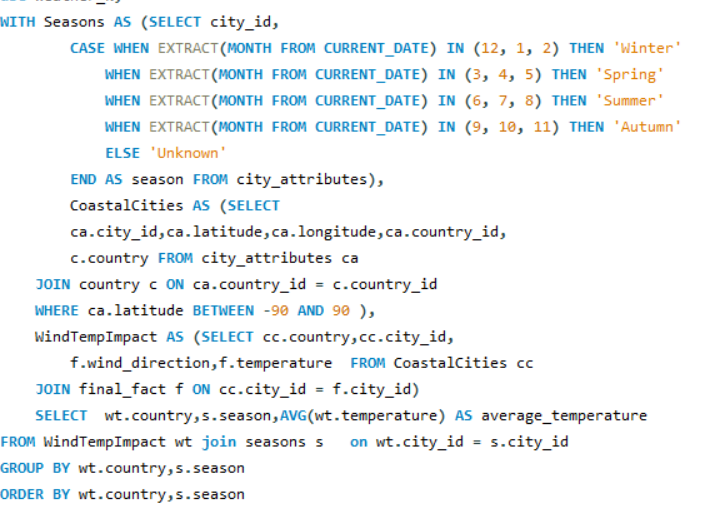 WITH Seasons AS (SELECT city_id,
CASE WHEN EXTRACT(MONTH FROM CURRENT_DATE) IN (12, 1, 2) THEN 'Winter'
WHEN EXTRACT(MONTH FROM CURRENT_DATE) IN (3, 4, 5) THEN 'Spring'
WHEN EXTRACT(MONTH FROM CURRENT_DATE) IN (6, 7, 8) THEN 'Summer'
WHEN EXTRACT(MONTH FROM CURRENT_DATE) IN (9, 10, 11) THEN 'Autumn'
ELSE 'Unknown'
END AS season FROM city_attributes),
CoastalCities AS (SELECT
ca.city_id,ca.latitude,ca.longitude,ca.country_id,
c.country FROM city_attributes ca
JOIN country c ON ca.country_id = c.country_id
WHERE ca.latitude BETWEEN -90 AND 90 ),
WindTempImpact AS (SELECT cc.country,cc.city_id,
f.wind_direction,f.temperature  FROM CoastalCities cc
JOIN final_fact f ON cc.city_id = f.city_id)
SELECT  wt.country,s.season,AVG(wt.temperature) AS average_temperature
FROM WindTempImpact wt join seasons s   on wt.city_id = s.city_id
GROUP BY wt.country,s.season
ORDER BY wt.country,s.season